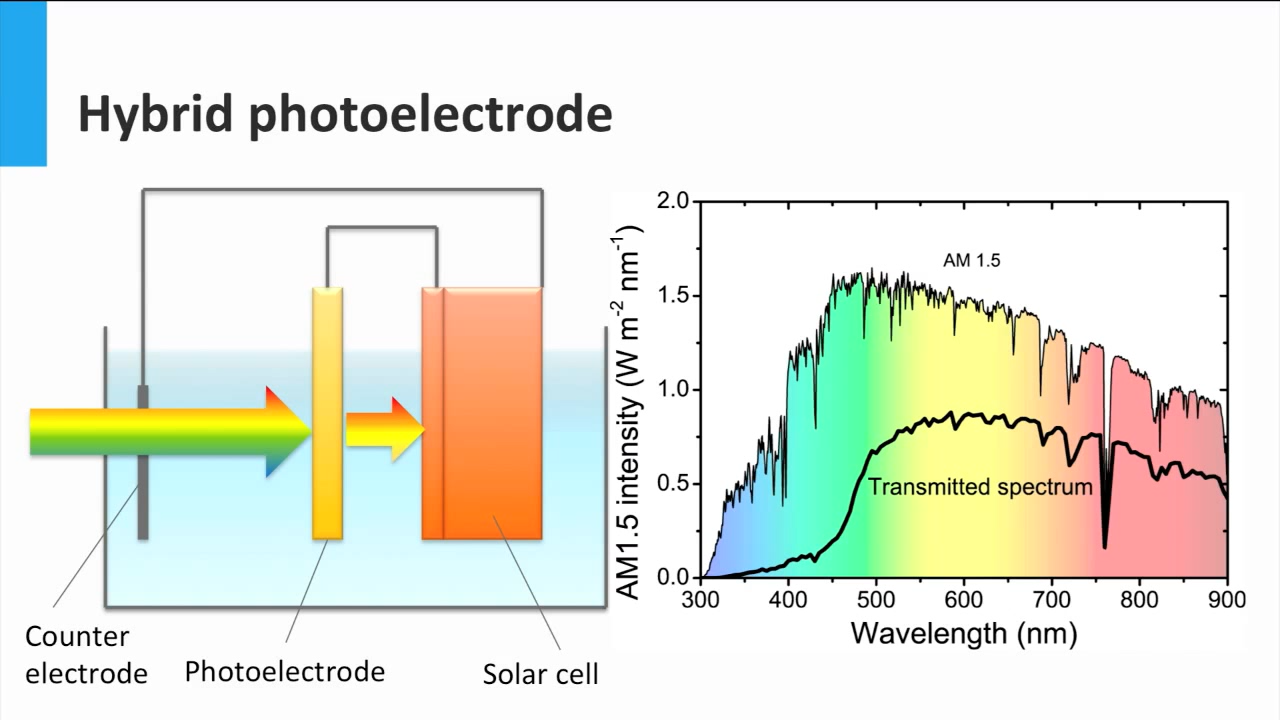 Hybrid photoelectrode
Counter
electrode
Photoelectrode
Solar cell
AM1.5 intensity (W m⁻² nm⁻¹)
2.0
1.5
1.0
0.5
0.0
AM 1.5
Transmitted spectrum
300 400 500 600 700 800 900
Wavelength (nm)